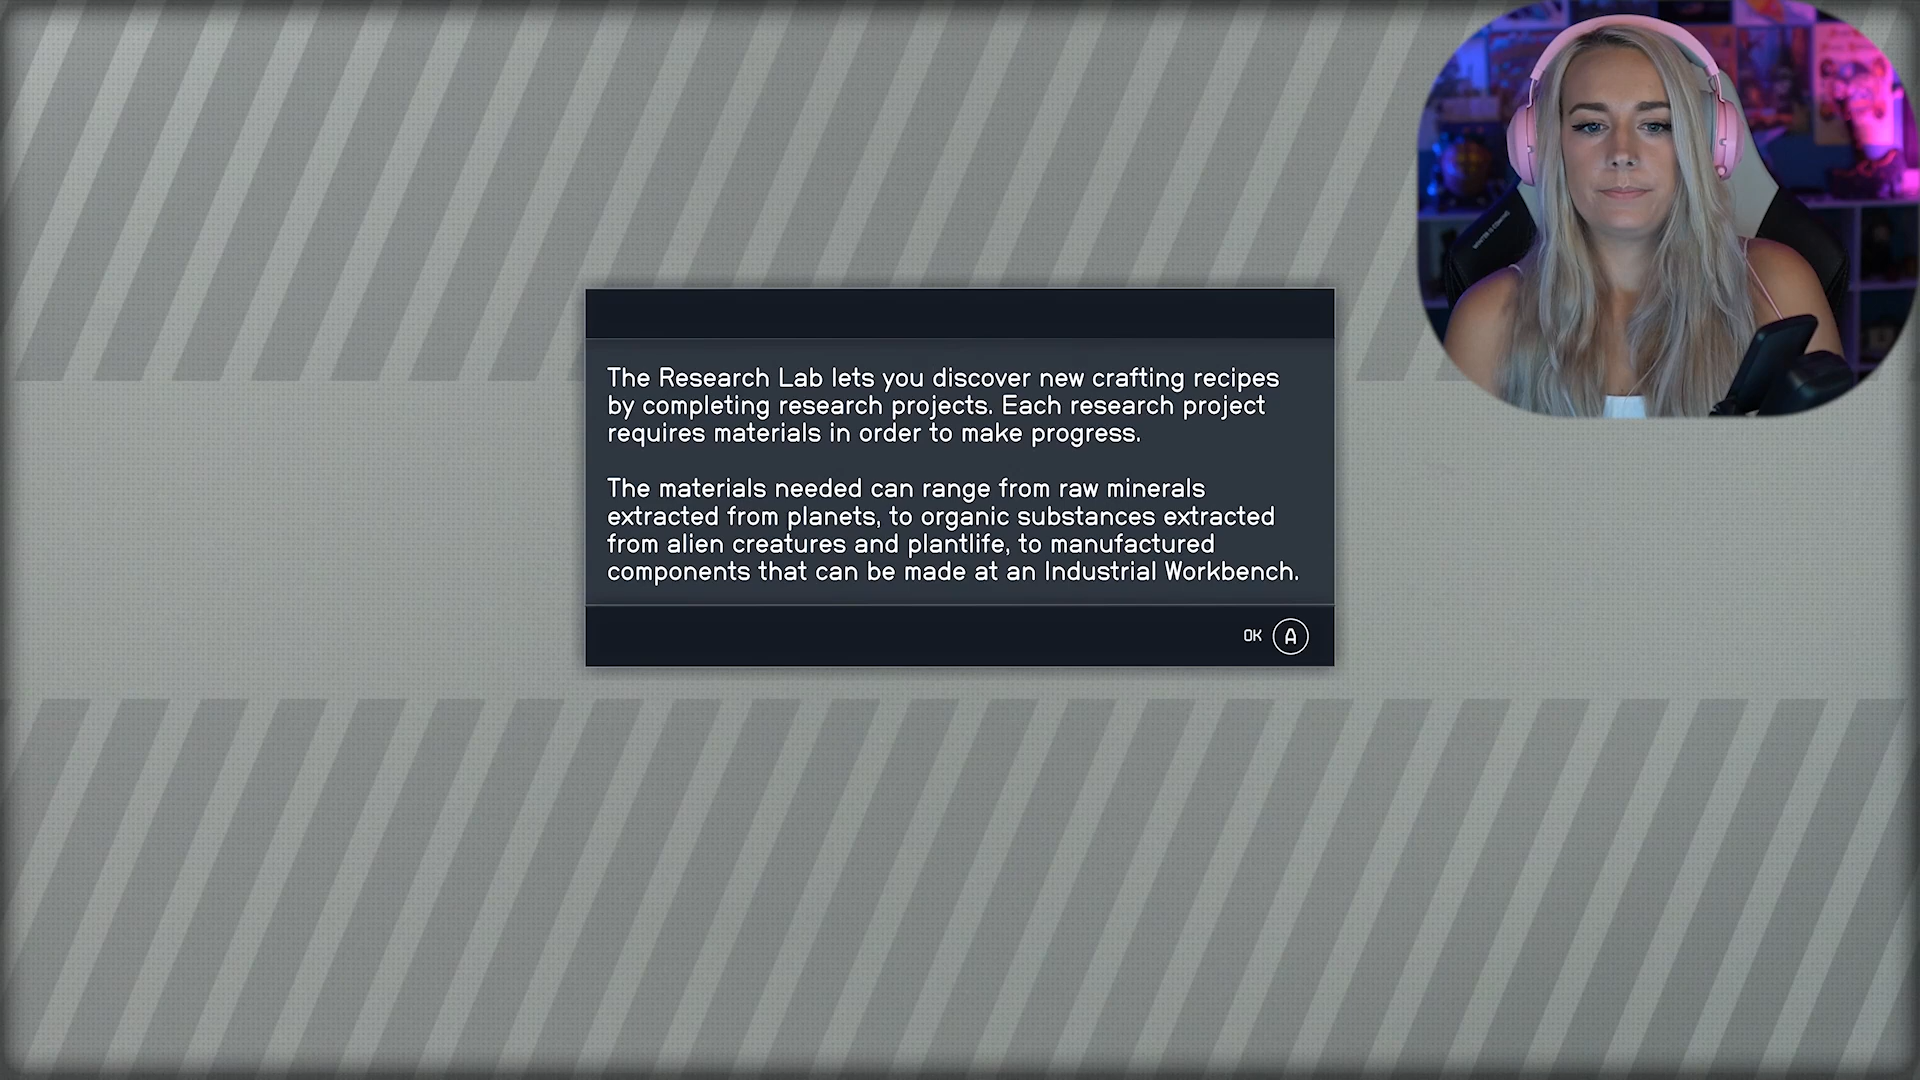 The Research Lab lets you discover new crafting recipes
by completing research projects. Each research project
requires materials in order to make progress.
The materials needed can range from raw minerals
extracted from planets, to organic substances extracted
from alien creatures and plantlife, to manufactured
components that can be made at an Industrial Workbench.
OK A